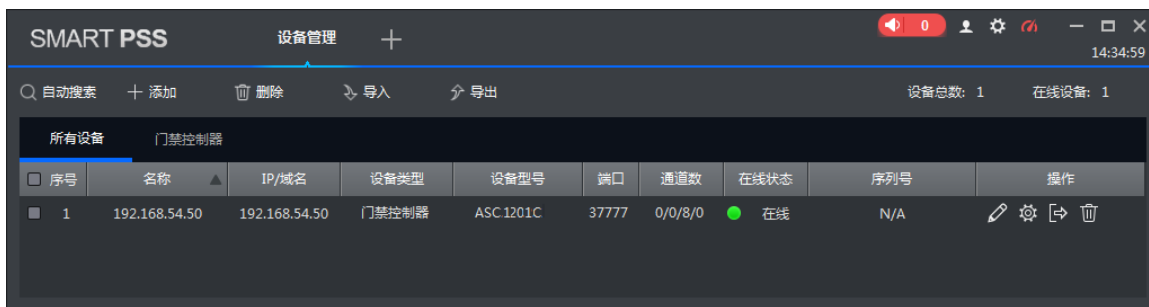 SMART PSS 设备管理 0
14:34:59
自动搜索 添加 删除 导入 导出 设备总数: 1 在线设备: 1
所有设备 门禁控制器
序号 名称 IP/域名 设备类型 设备型号 端口 通道数 在线状态 序列号 操作
1 192.168.54.50 192.168.54.50 门禁控制器 ASC1201C 37777 0/0/8/0 在线 N/A